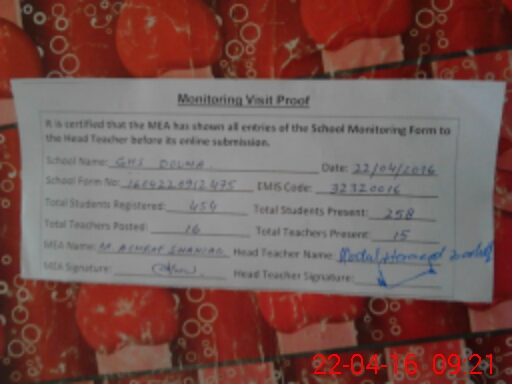 Monitoring Visit Proof
It is certified that the MEA has shown all entries of the School Monitoring Form to
the Head Teacher before its online submission.
School Name: GHS DOUNA. Date: 22/04/2016
School Form No: 1604220912475 EMIS Code: 32320016
Total Students Registered: 454 Total Students Present: 258
Total Teachers Posted: 16 Total Teachers Present: 15
MEA Name: M. ASHRAF Head Teacher Name:
MEA Signature: Head Teacher Signature:
22-04-16 09:21